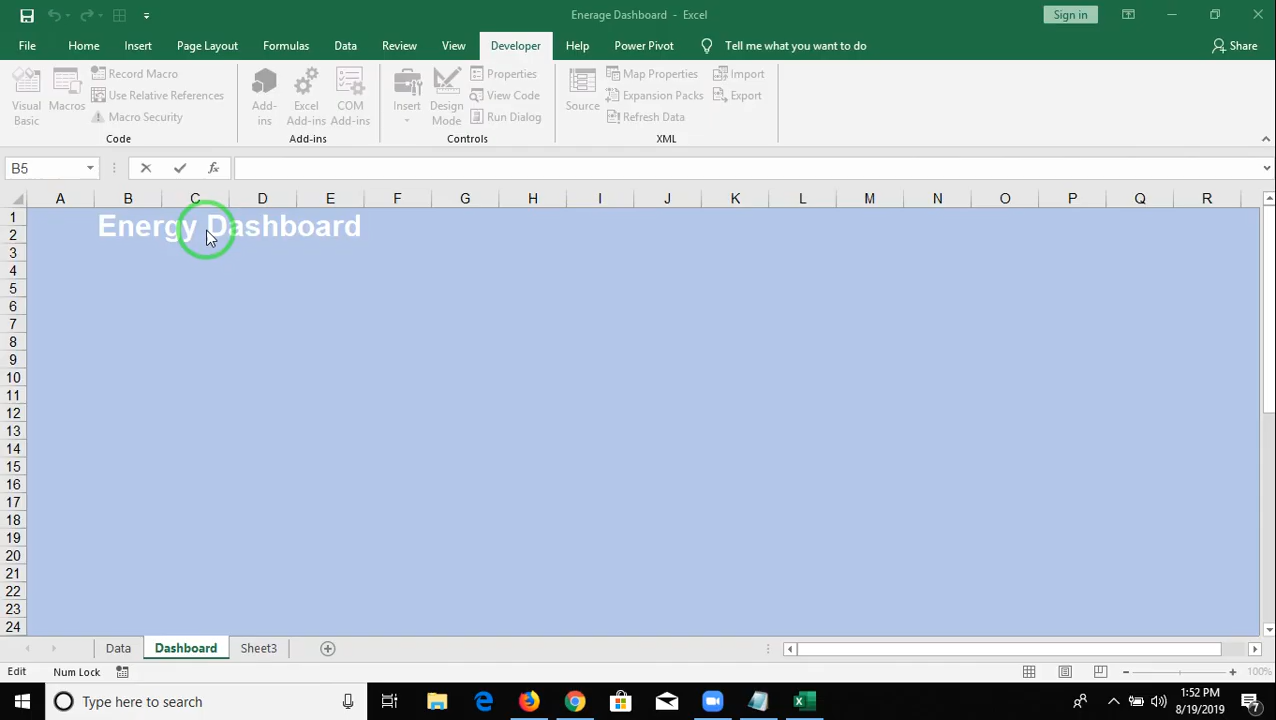 Enerage Dashboard - Excel
Sign in
File Home Insert Page Layout Formulas Data Review View Developer Help Power Pivot Tell me what you want to do Share
Visual Basic
Macros
Record Macro
Use Relative References
Macro Security
Code
Add-ins
Excel Add-ins
COM Add-ins
Add-ins
Insert
Design Mode
Properties
View Code
Run Dialog
Controls
Source
Map Properties
Expansion Packs
Refresh Data
Import
Export
XML
B5
fx
A B C D E F G H I J K L M N O P Q R
1
2
3
4
5
6
7
8
9
10
11
12
13
14
15
16
17
18
19
20
21
22
23
24
Energy Dashboard
Data Dashboard Sheet3
Edit Num Lock 100%
Type here to search
1:52 PM
8/19/2019
7